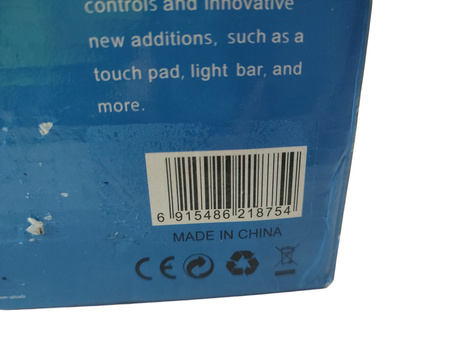 controls and innovative
new additions, such as a
touch pad, light bar, and
more.
6 915486 218754
MADE IN CHINA
CE